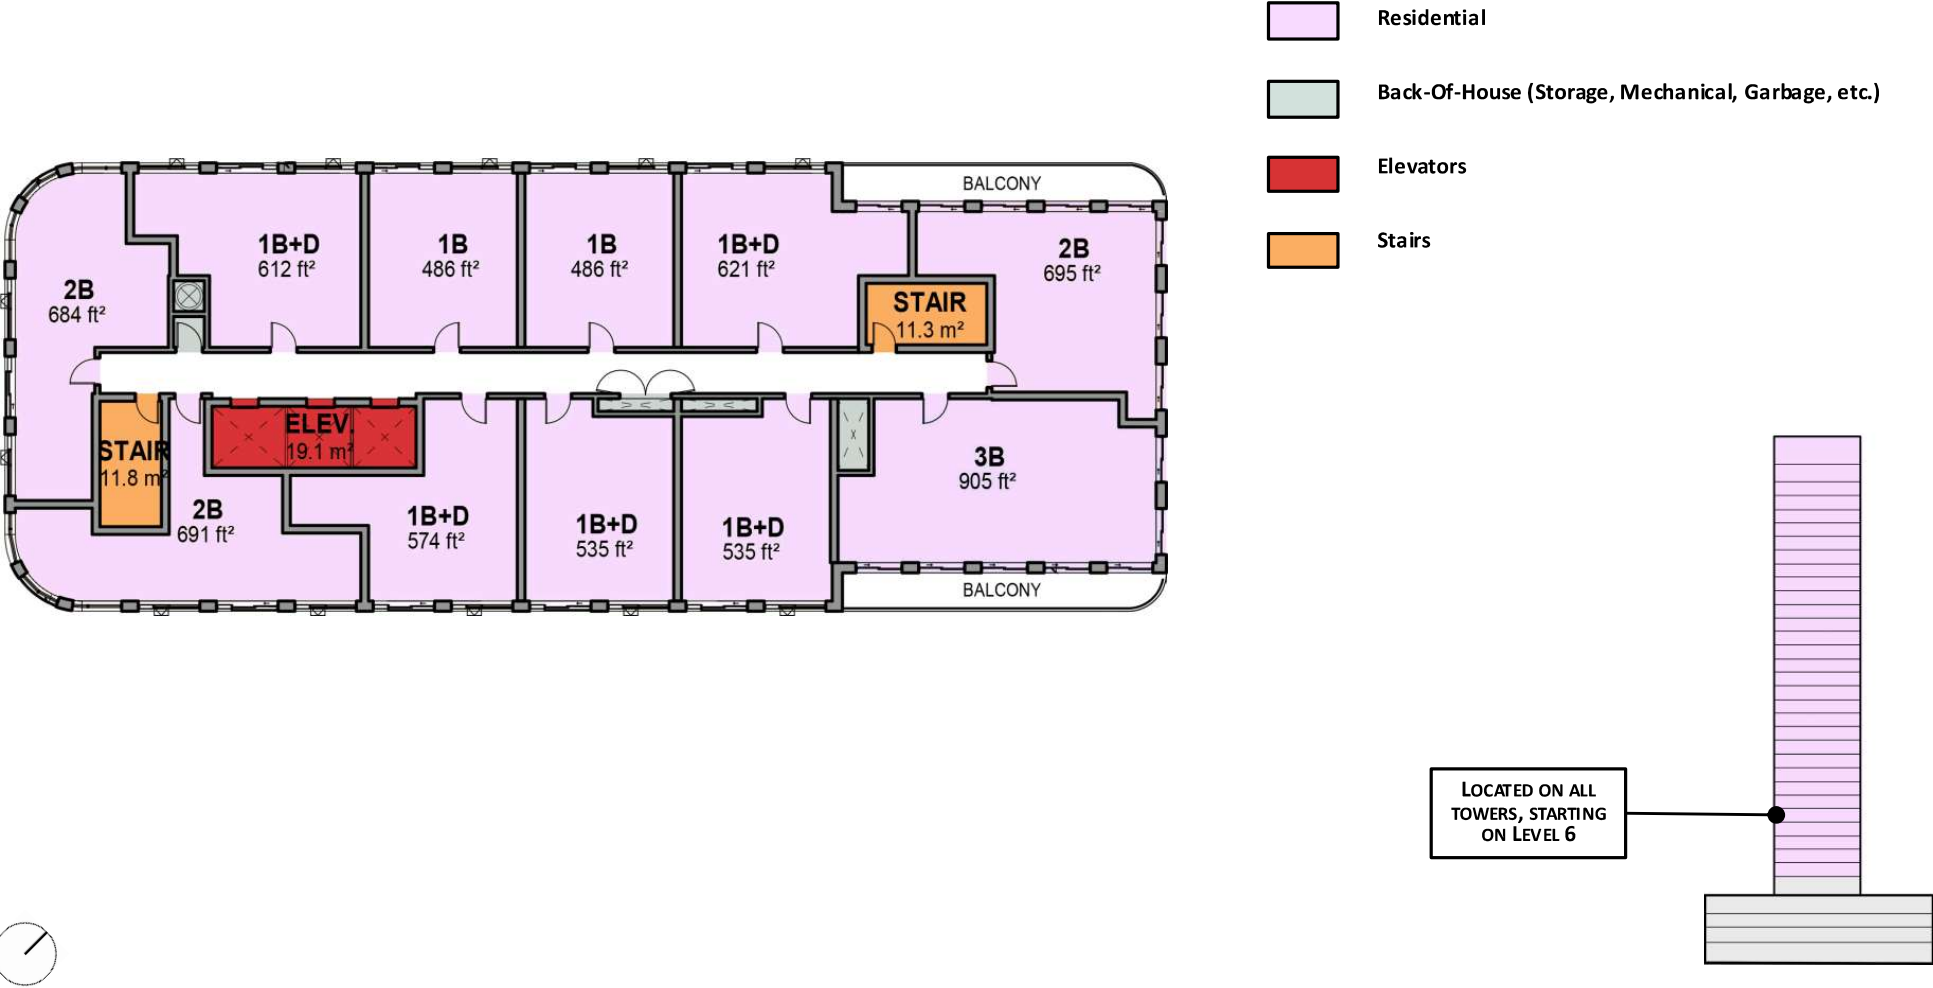 Residential
Back-Of-House (Storage, Mechanical, Garbage, etc.)
Elevators
Stairs
BALCONY
1B+D
612 ft²
1B
486 ft²
1B
486 ft²
1B+D
621 ft²
2B
695 ft²
2B
684 ft²
STAIR
11.3 m²
STAIR
11.8 m²
ELEV.
19.1 m²
2B
691 ft²
1B+D
574 ft²
1B+D
535 ft²
1B+D
535 ft²
3B
905 ft²
BALCONY
LOCATED ON ALL
TOWERS, STARTING
ON LEVEL 6